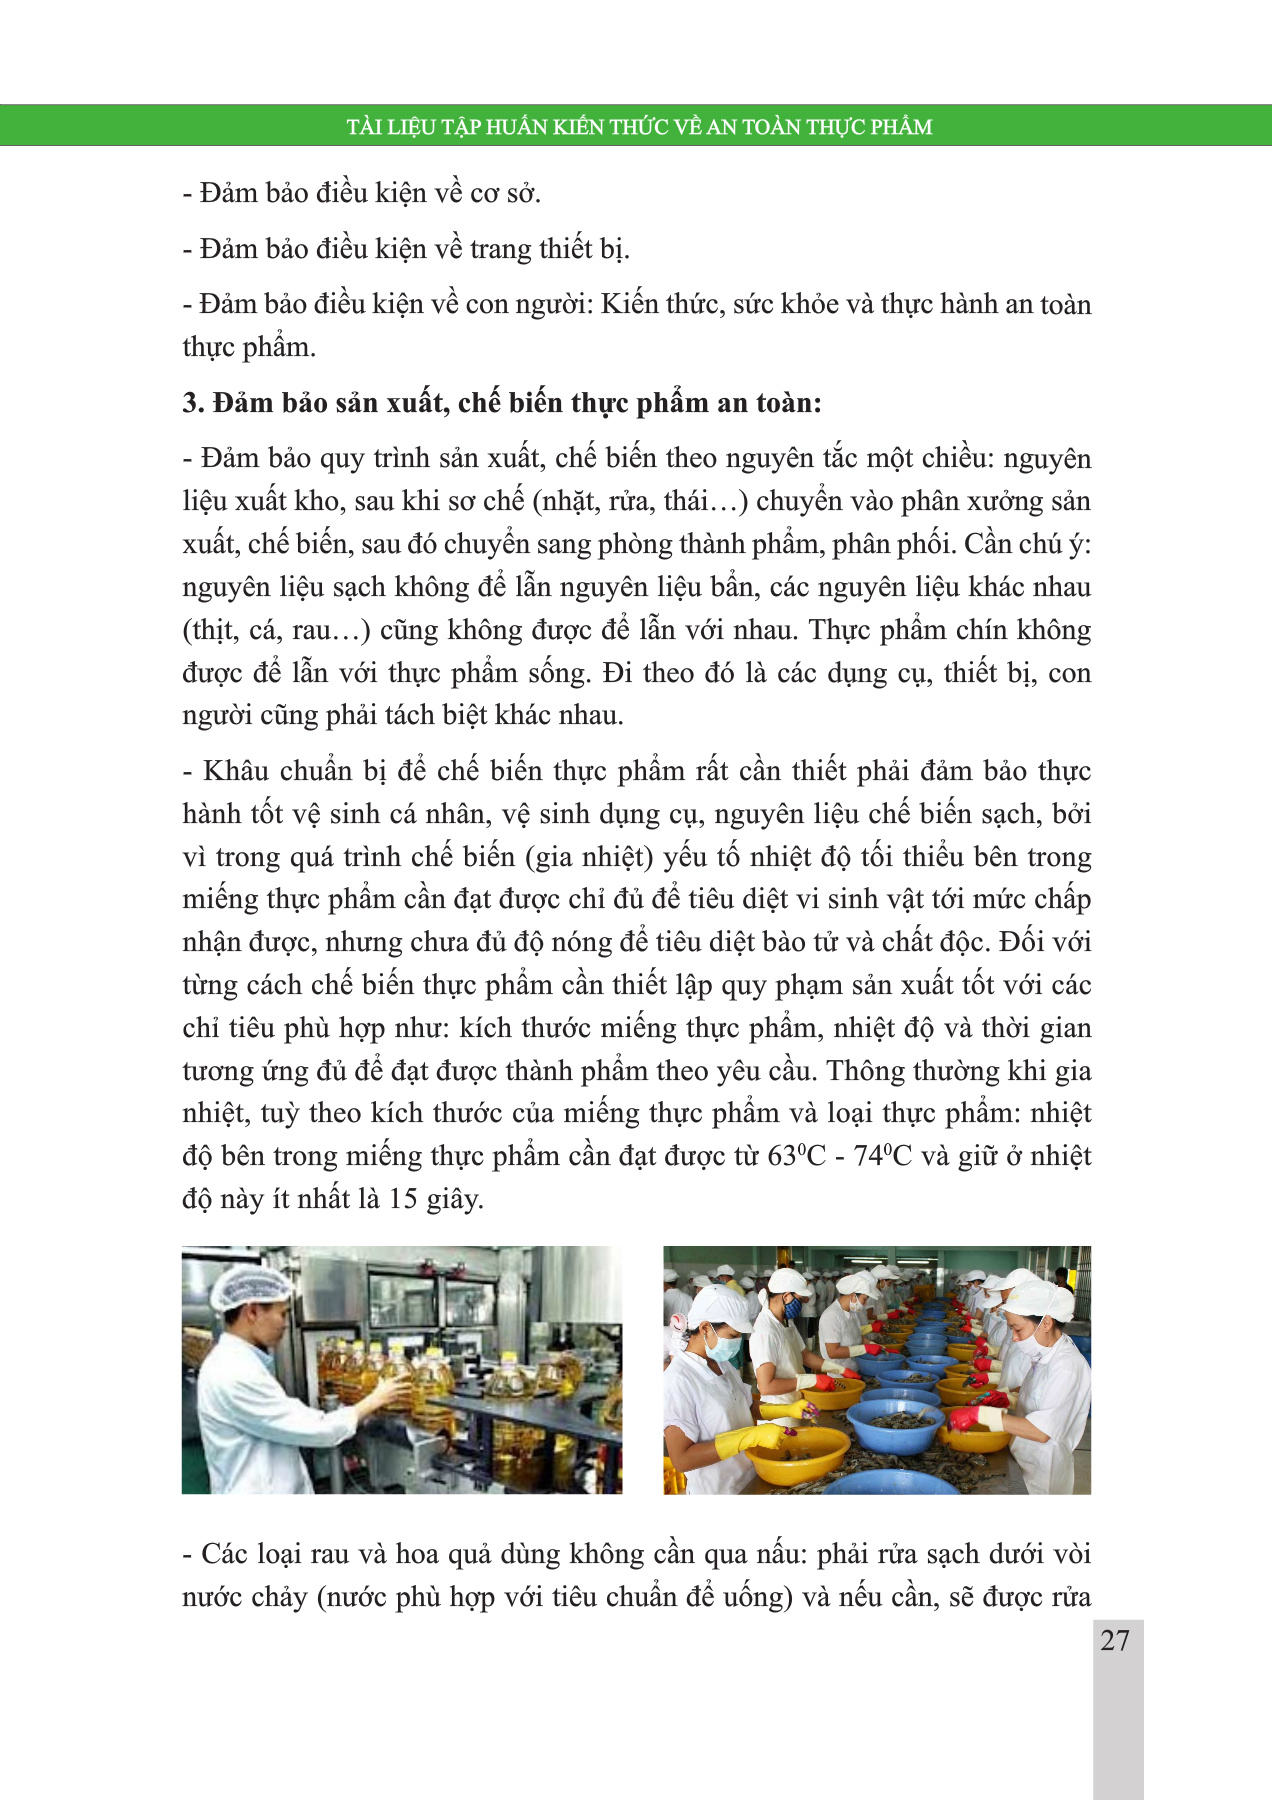 TÀI LIỆU TẬP HUẤN KIẾN THỨC VỀ AN TOÀN THỰC PHẨM
- Đảm bảo điều kiện về cơ sở.
- Đảm bảo điều kiện về trang thiết bị.
- Đảm bảo điều kiện về con người: Kiến thức, sức khỏe và thực hành an toàn
thực phẩm.
3. Đảm bảo sản xuất, chế biến thực phẩm an toàn:
- Đảm bảo quy trình sản xuất, chế biến theo nguyên tắc một chiều: nguyên
liệu xuất kho, sau khi sơ chế (nhặt, rửa, thái…) chuyển vào phân xưởng sản
xuất, chế biến, sau đó chuyển sang phòng thành phẩm, phân phối. Cần chú ý:
nguyên liệu sạch không để lẫn nguyên liệu bẩn, các nguyên liệu khác nhau
(thịt, cá, rau…) cũng không được để lẫn với nhau. Thực phẩm chín không
được để lẫn với thực phẩm sống. Đi theo đó là các dụng cụ, thiết bị, con
người cũng phải tách biệt khác nhau.
- Khâu chuẩn bị để chế biến thực phẩm rất cần thiết phải đảm bảo thực
hành tốt vệ sinh cá nhân, vệ sinh dụng cụ, nguyên liệu chế biến sạch, bởi
vì trong quá trình chế biến (gia nhiệt) yếu tố nhiệt độ tối thiểu bên trong
miếng thực phẩm cần đạt được chỉ đủ để tiêu diệt vi sinh vật tới mức chấp
nhận được, nhưng chưa đủ độ nóng để tiêu diệt bào tử và chất độc. Đối với
từng cách chế biến thực phẩm cần thiết lập quy phạm sản xuất tốt với các
chỉ tiêu phù hợp như: kích thước miếng thực phẩm, nhiệt độ và thời gian
tương ứng đủ để đạt được thành phẩm theo yêu cầu. Thông thường khi gia
nhiệt, tuỳ theo kích thước của miếng thực phẩm và loại thực phẩm: nhiệt
độ bên trong miếng thực phẩm cần đạt được từ 63⁰C - 74⁰C và giữ ở nhiệt
độ này ít nhất là 15 giây.
- Các loại rau và hoa quả dùng không cần qua nấu: phải rửa sạch dưới vòi
nước chảy (nước phù hợp với tiêu chuẩn để uống) và nếu cần, sẽ được rửa
27